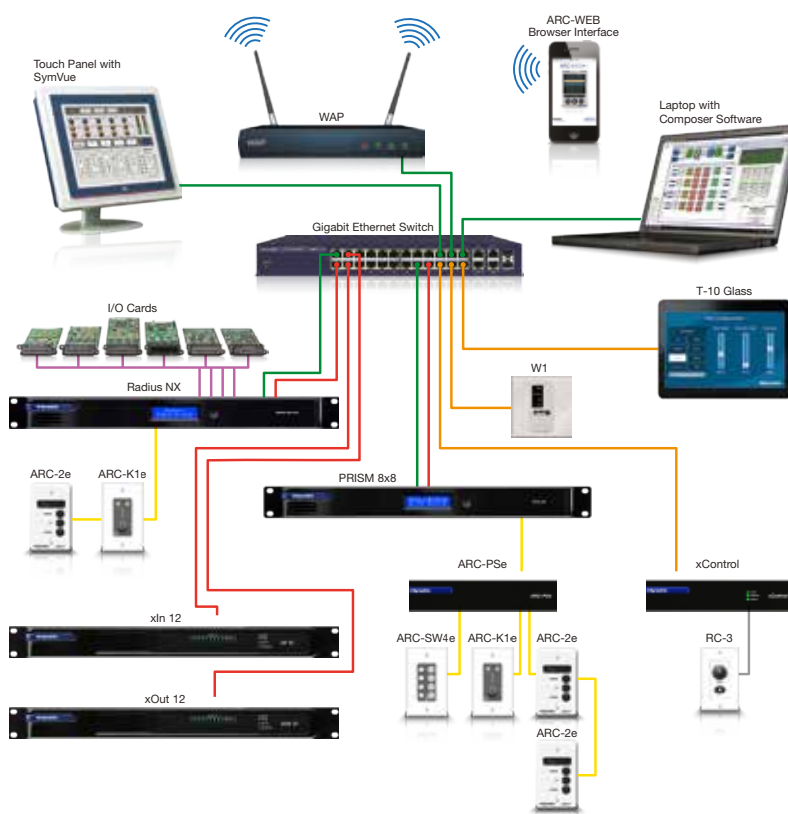 ARC-WEB
Browser Interface
Touch Panel with
SymVue
WAP
Laptop with
Composer Software
Gigabit Ethernet Switch
T-10 Glass
I/O Cards
W1
Radius NX
ARC-2e
ARC-K1e
PRISM 8x8
ARC-PSe
xControl
xIn 12
ARC-SW4e
ARC-K1e
ARC-2e
RC-3
xOut 12
ARC-2e